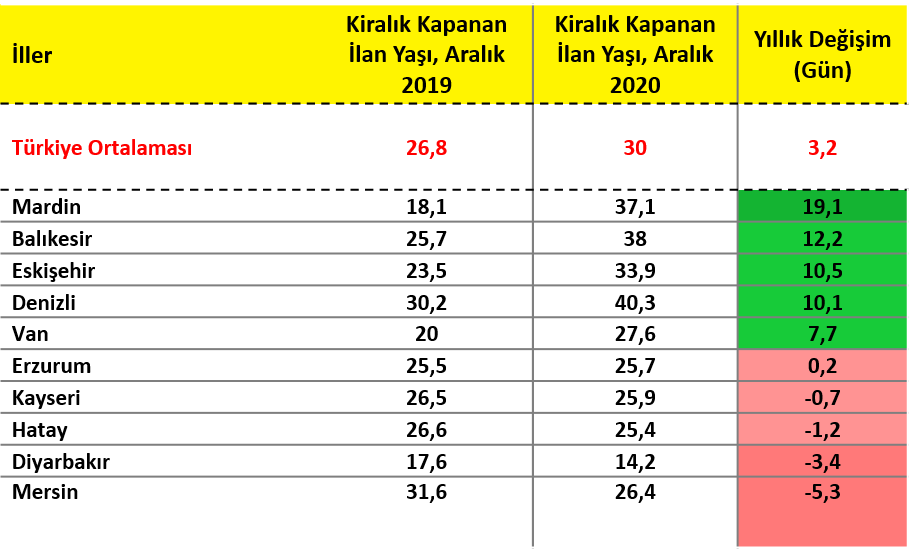 İller
Kiralık Kapanan
İlan Yaşı, Aralık
2019
Kiralık Kapanan
İlan Yaşı, Aralık
2020
Yıllık Değişim
(Gün)
Türkiye Ortalaması 26,8 30 3,2
Mardin 18,1 37,1 19,1
Balıkesir 25,7 38 12,2
Eskişehir 23,5 33,9 10,5
Denizli 30,2 40,3 10,1
Van 20 27,6 7,7
Erzurum 25,5 25,7 0,2
Kayseri 26,5 25,9 -0,7
Hatay 26,6 25,4 -1,2
Diyarbakır 17,6 14,2 -3,4
Mersin 31,6 26,4 -5,3